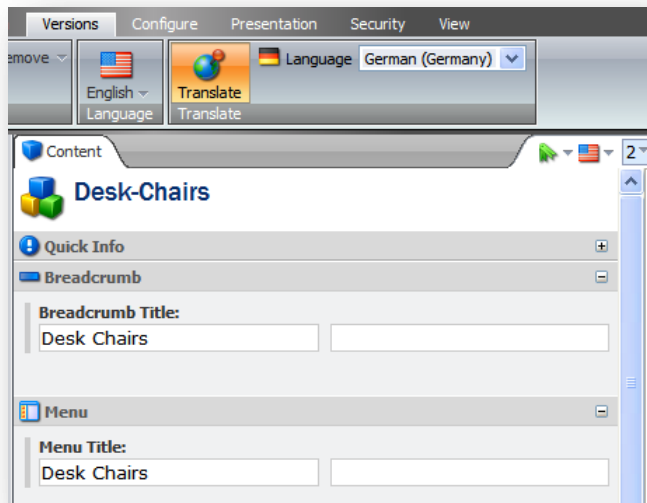 Versions Configure Presentation Security View
emove
Language German (Germany)
English Translate
Language Translate
Content 2
Desk-Chairs
Quick Info
Breadcrumb
Breadcrumb Title:
Desk Chairs
Menu
Menu Title:
Desk Chairs